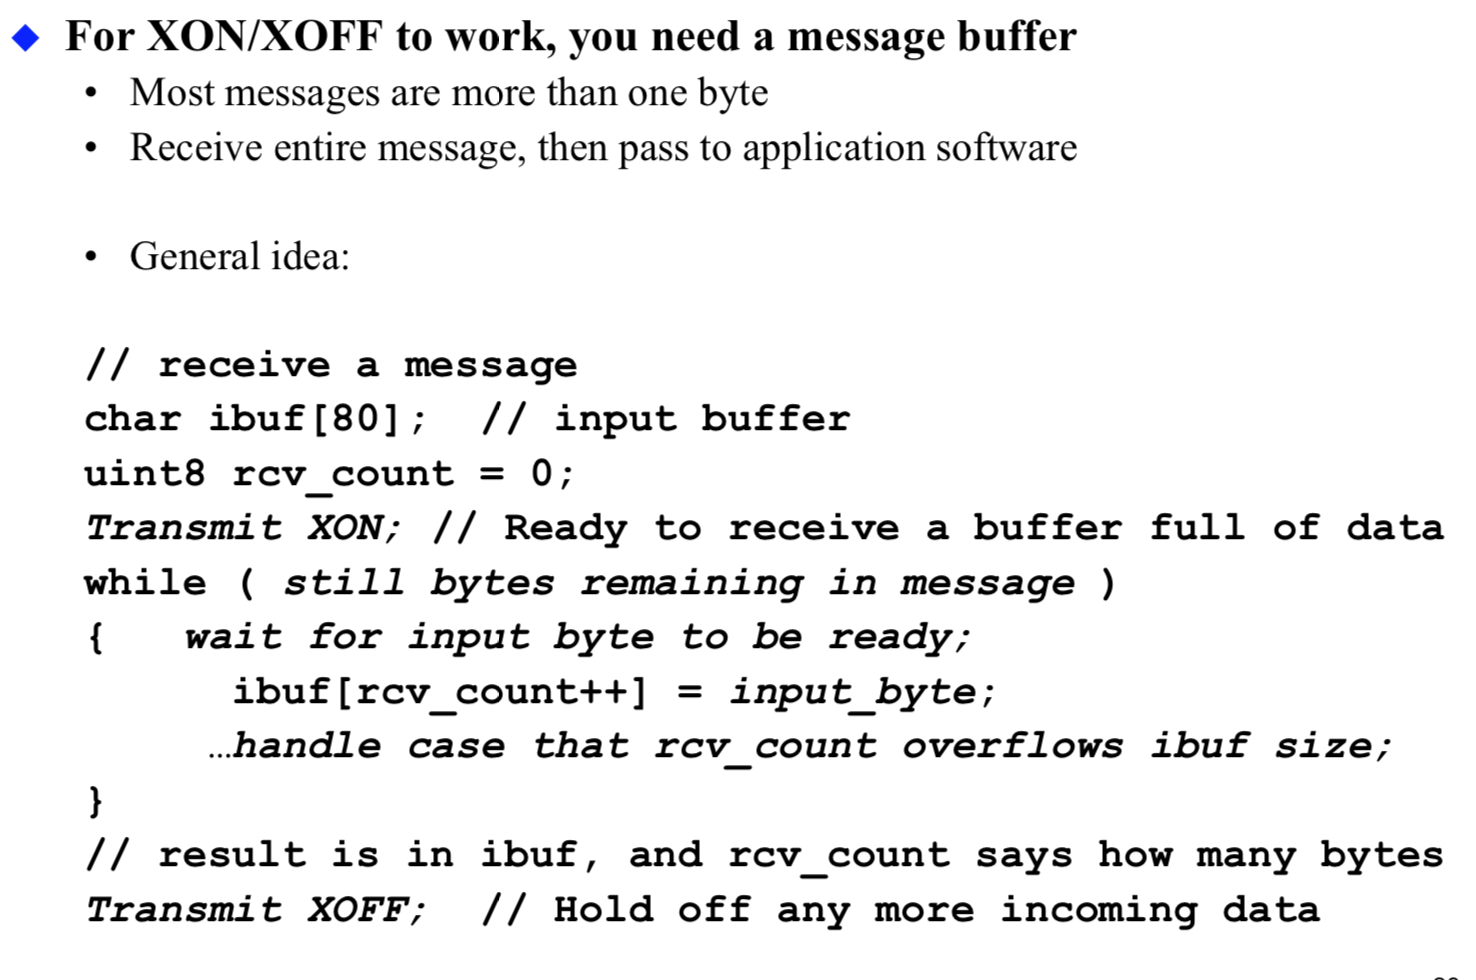 ◆ For XON/XOFF to work, you need a message buffer
• Most messages are more than one byte
• Receive entire message, then pass to application software
• General idea:
// receive a message
char ibuf[80];  // input buffer
uint8 rcv_count = 0;
Transmit XON; // Ready to receive a buffer full of data
while ( still bytes remaining in message )
{   wait for input byte to be ready;
      ibuf[rcv_count++] = input_byte;
     …handle case that rcv_count overflows ibuf size;
}
// result is in ibuf, and rcv_count says how many bytes
Transmit XOFF;  // Hold off any more incoming data